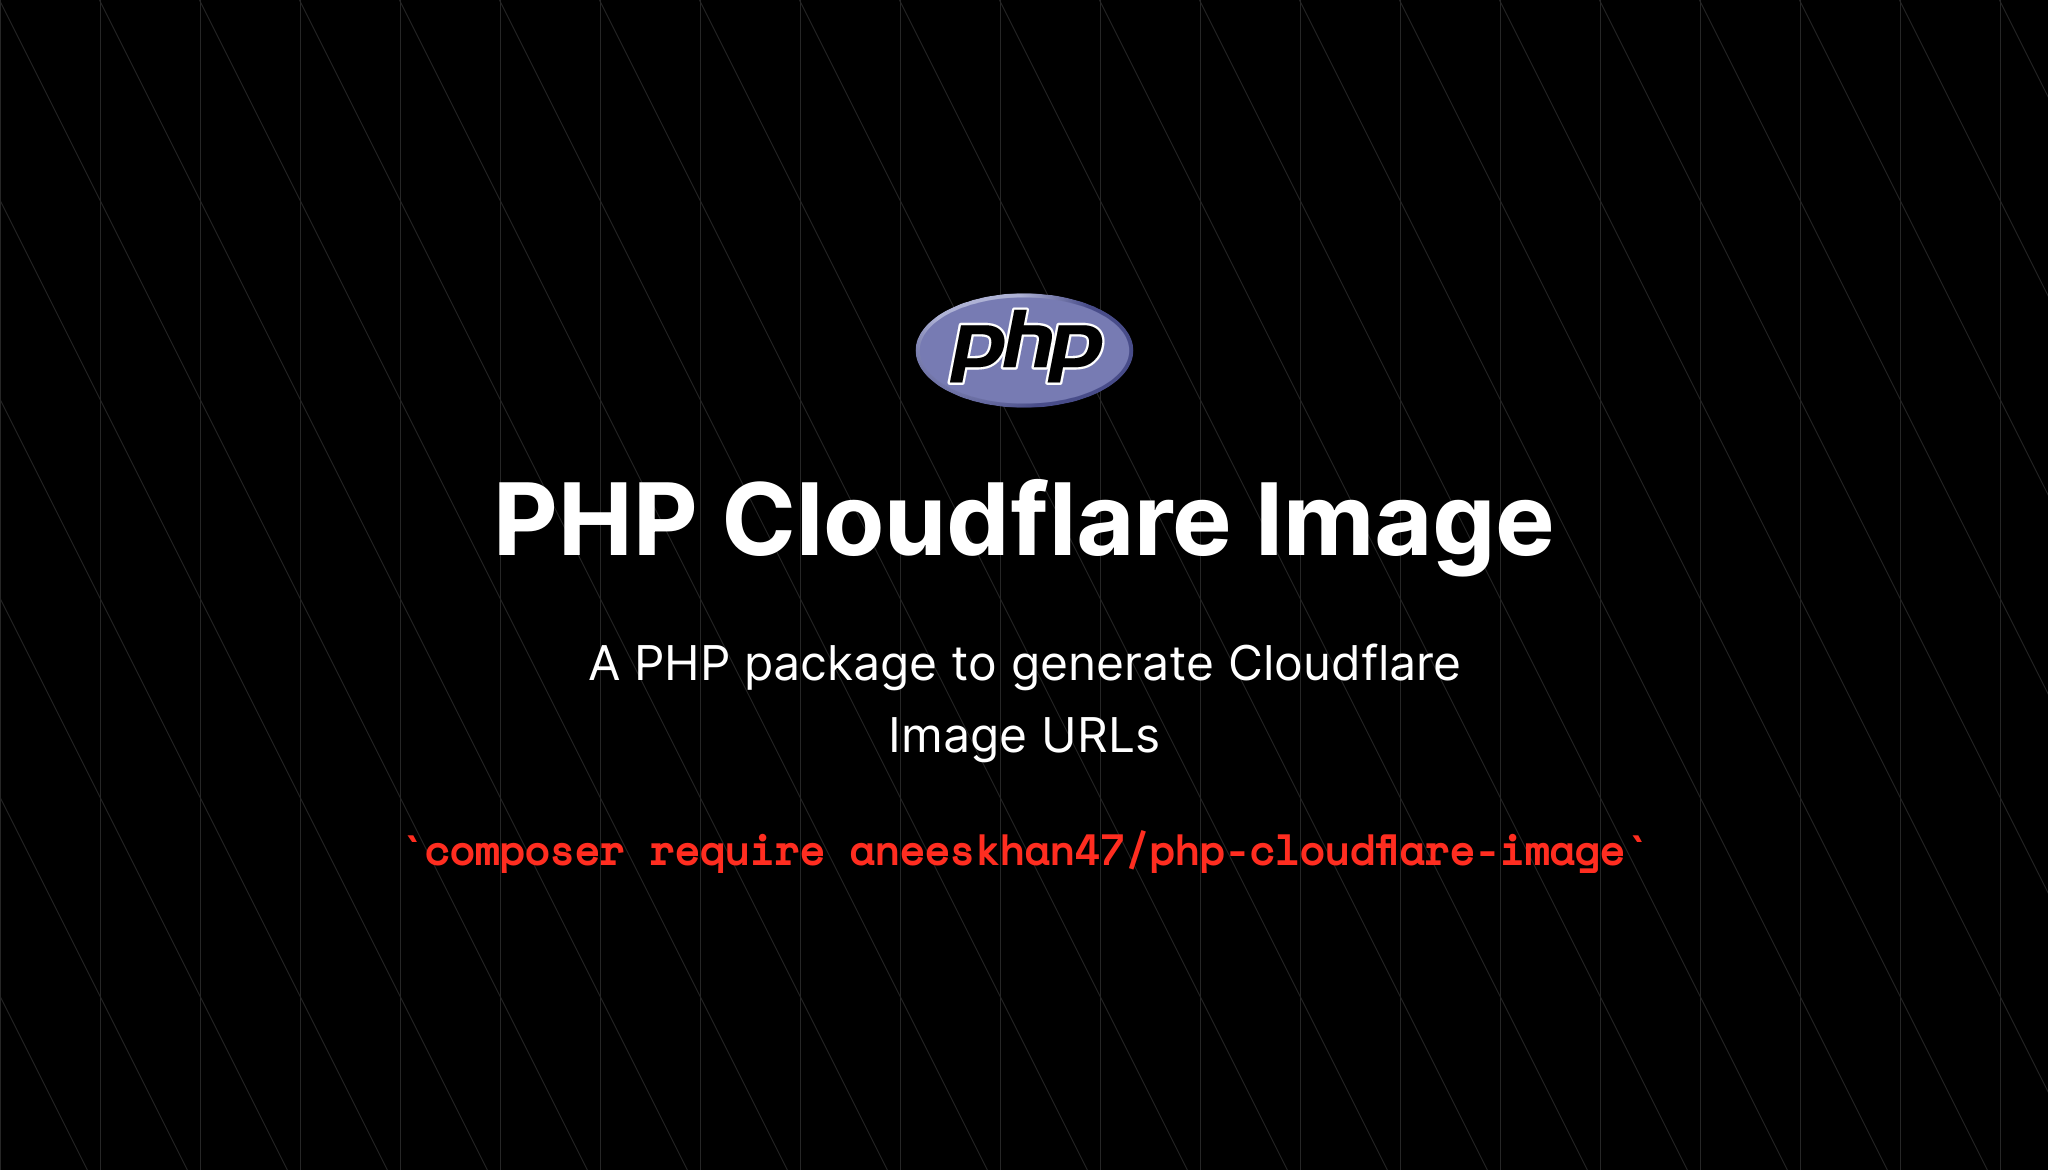 php
PHP Cloudflare Image
A PHP package to generate Cloudflare
Image URLs
`composer require aneeskhan47/php-cloudflare-image`